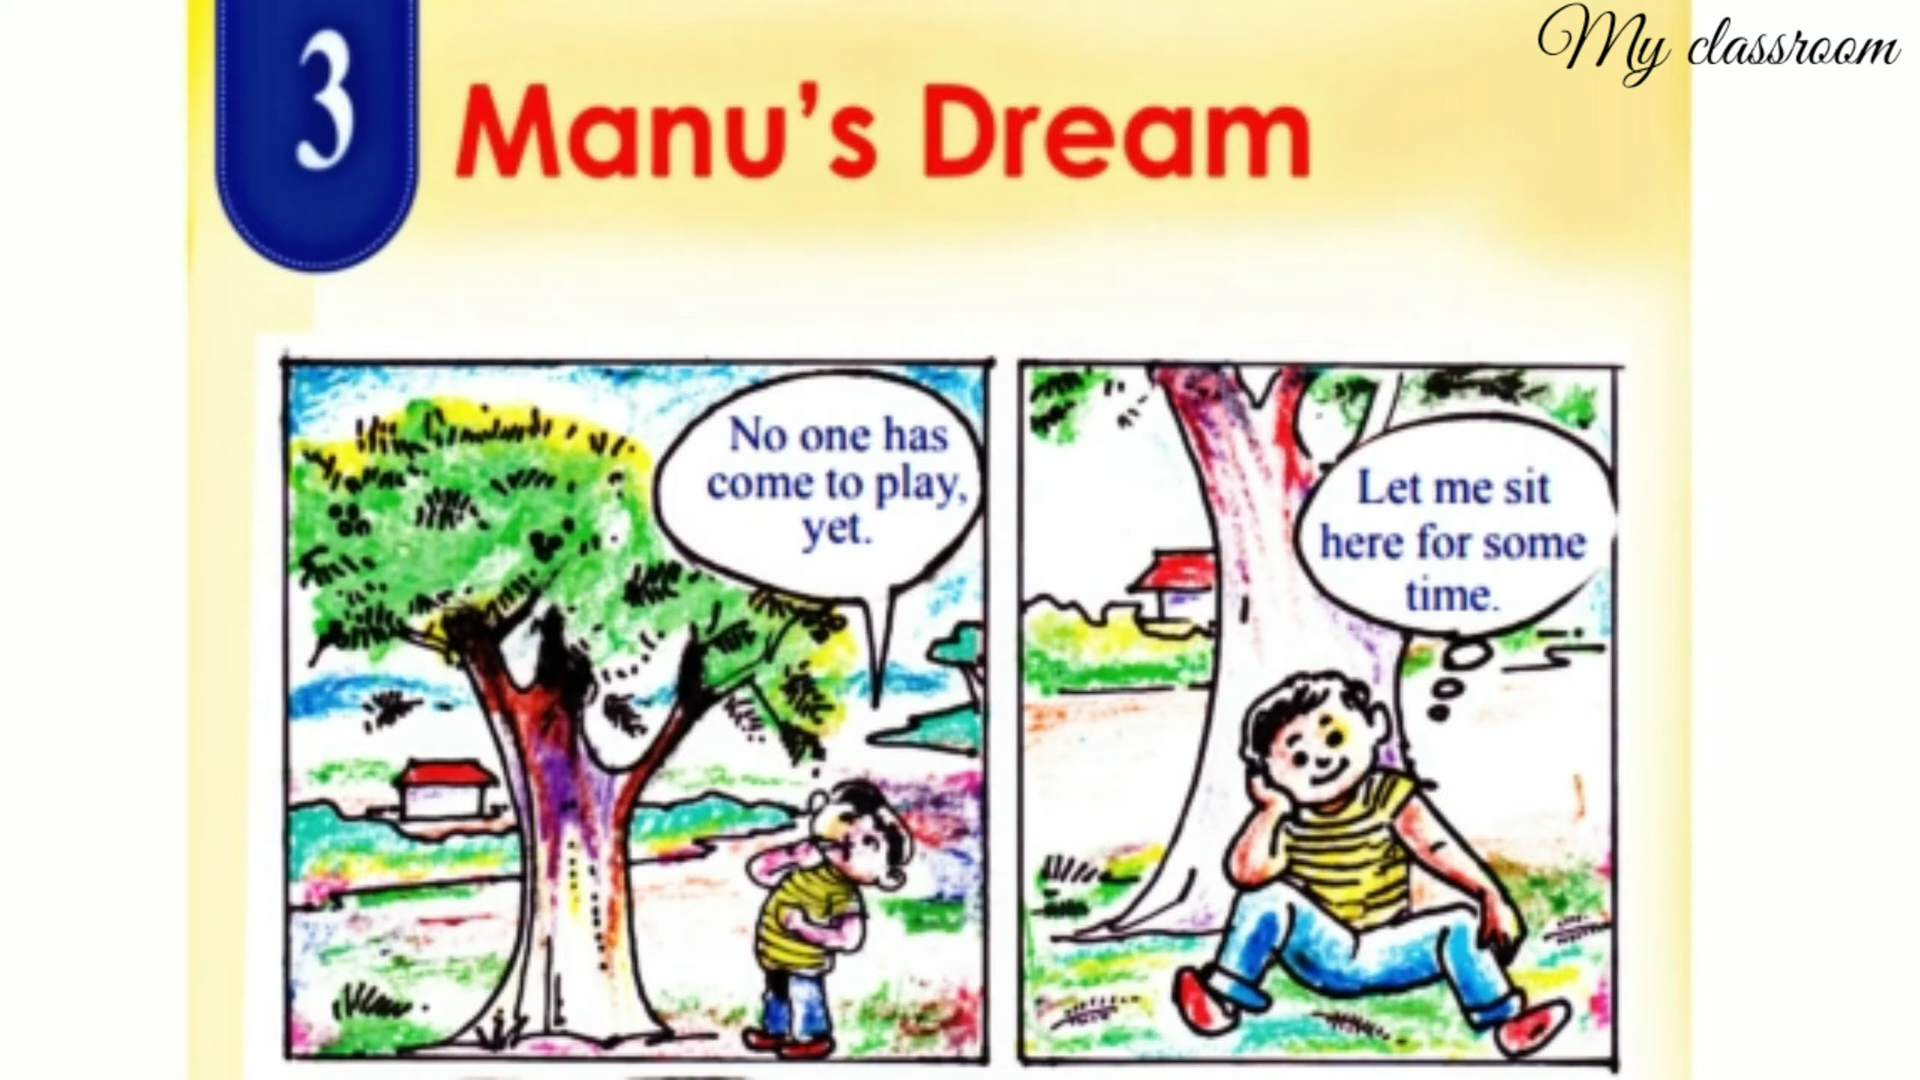 My classroom
3
Manu's Dream
No one has
come to play,
yet.
Let me sit
here for some
time.